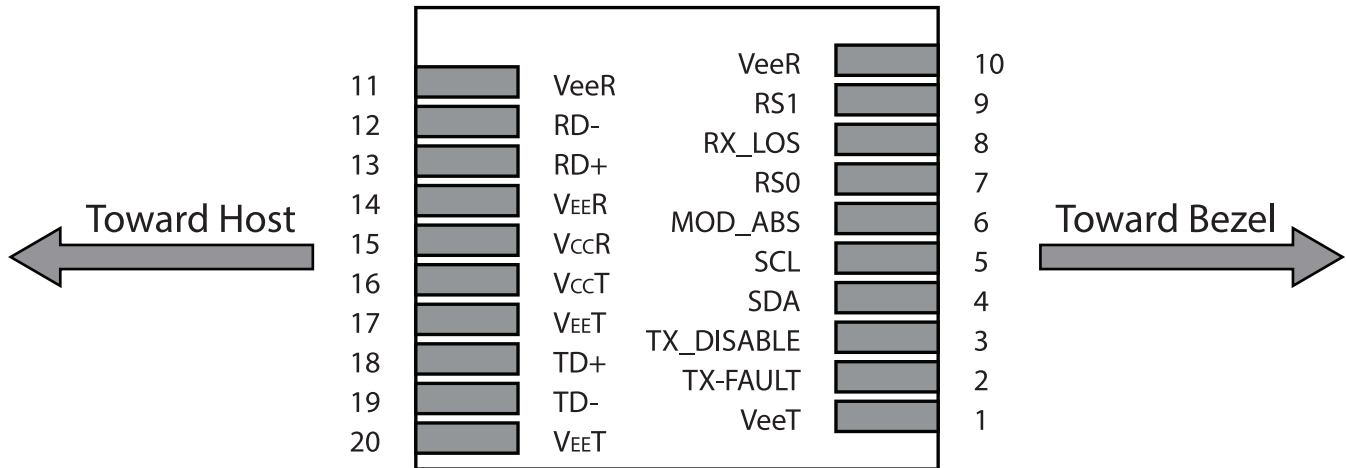 Toward Host
11 VeeR
12 RD-
13 RD+
14 VEER
15 VCCR
16 VCCT
17 VEET
18 TD+
19 TD-
20 VEET
VeeR 10
RS1 9
RX_LOS 8
RS0 7
MOD_ABS 6
SCL 5
SDA 4
TX_DISABLE 3
TX-FAULT 2
VeeT 1
Toward Bezel